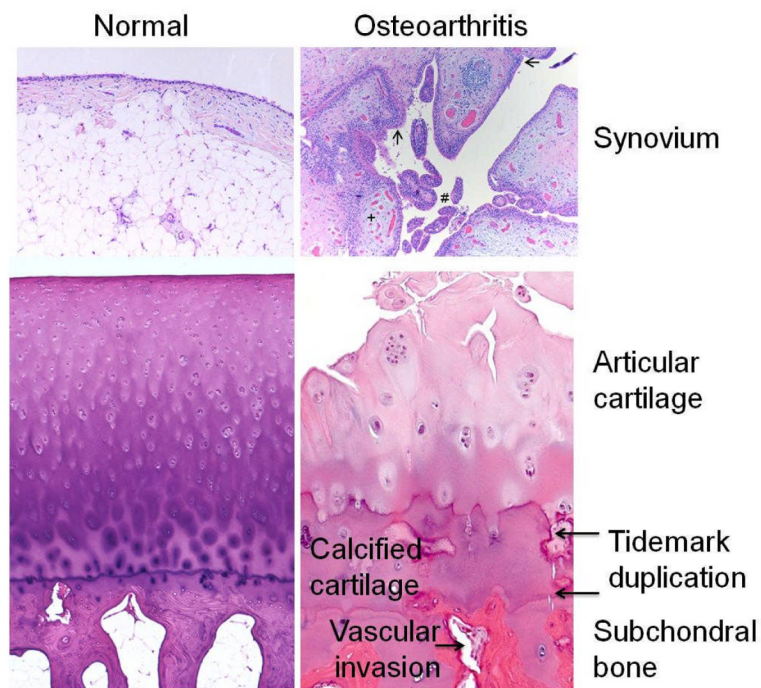 Normal
Osteoarthritis
Synovium
#
+
Articular
cartilage
Calcified
cartilage
Tidemark
duplication
Vascular
invasion
Subchondral
bone